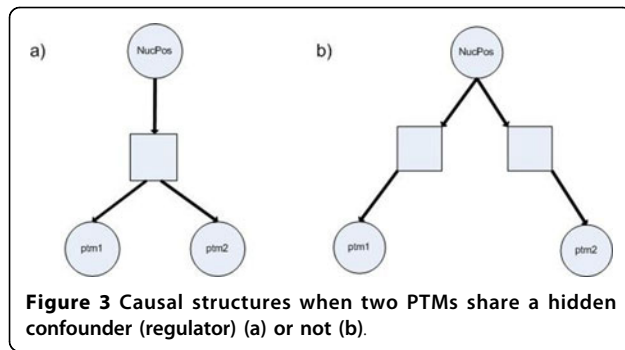 a)
NucPos
ptm1
ptm2
b)
NucPos
ptm1
ptm2
Figure 3 Causal structures when two PTMs share a hidden
confounder (regulator) (a) or not (b).